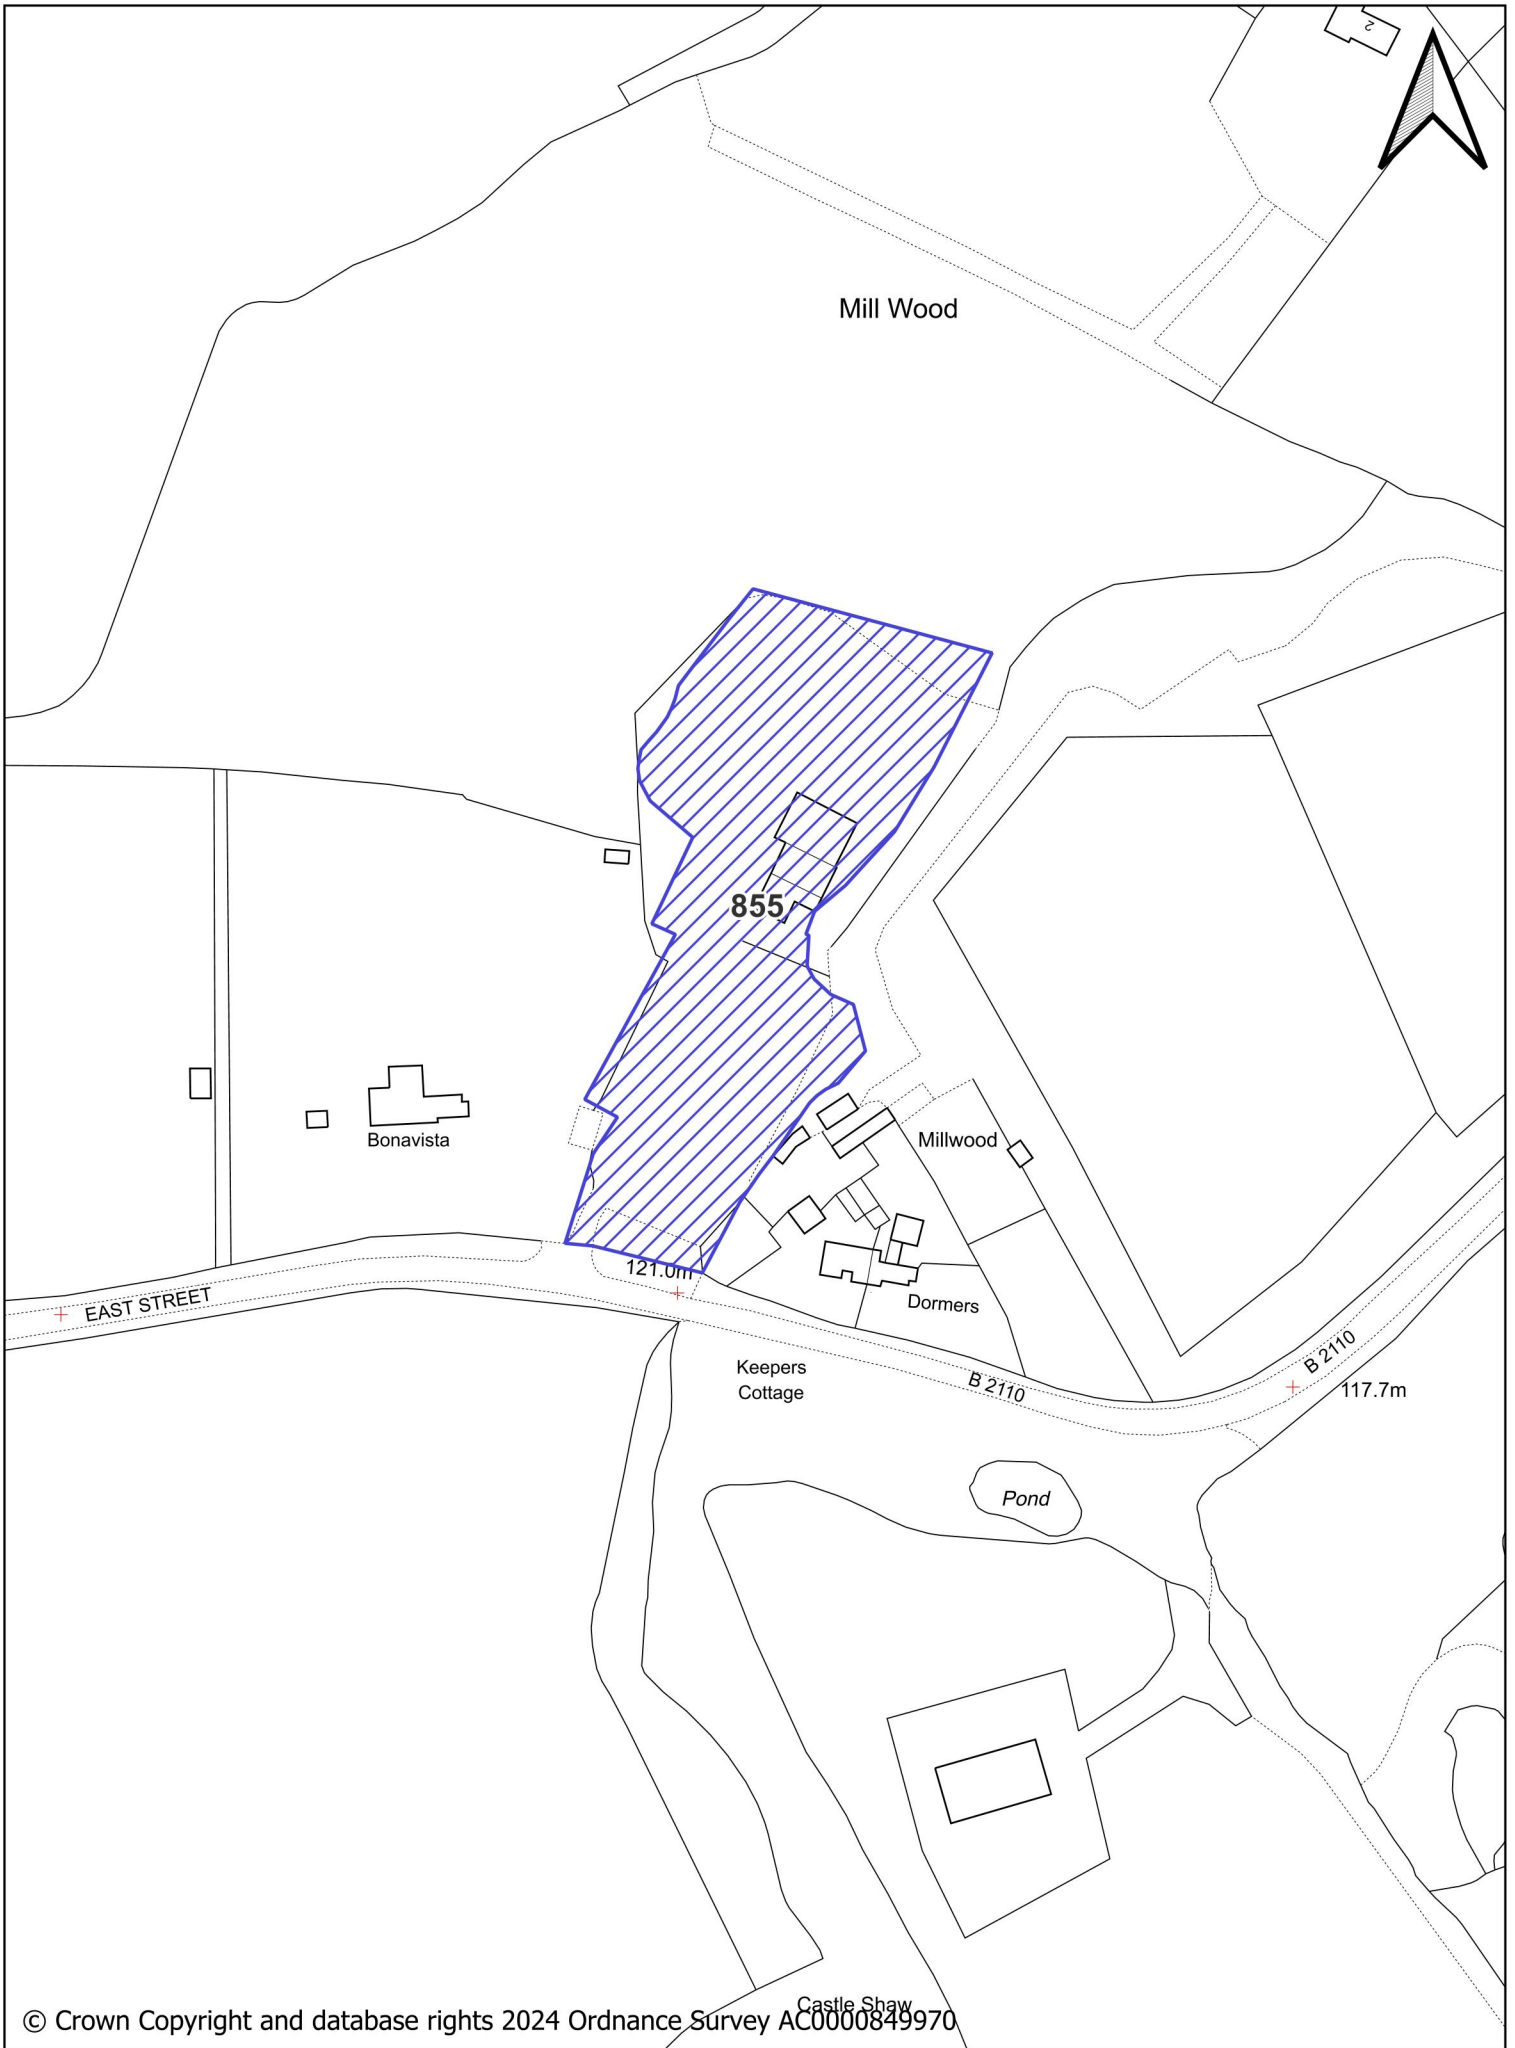 2
Mill Wood
855
Bonavista
Millwood
121.0m
EAST STREET
Dormers
B 2110
Keepers
Cottage
B 2110
117.7m
Pond
Castle Shaw
© Crown Copyright and database rights 2024 Ordnance Survey AC0000849970